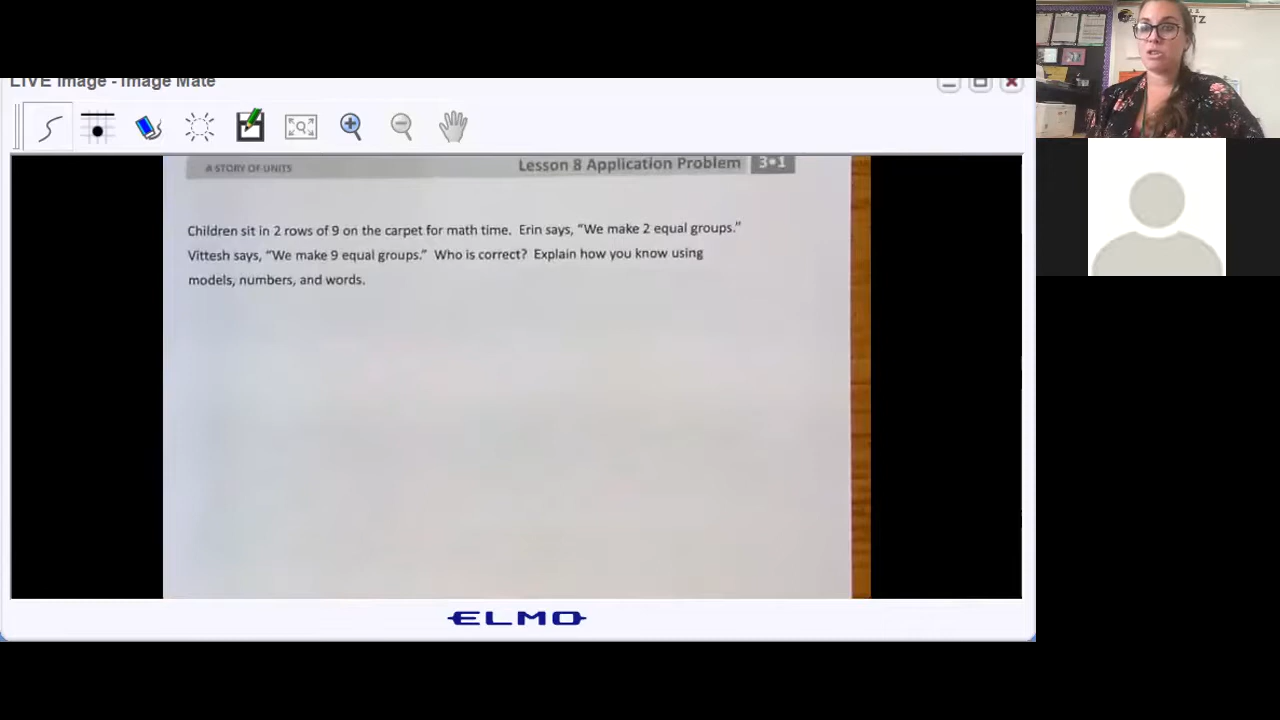 LIVE Image - Image Mate
A STORY OF UNITS
Lesson 8 Application Problem 3•1
Children sit in 2 rows of 9 on the carpet for math time. Erin says, “We make 2 equal groups.”
Vittesh says, “We make 9 equal groups.” Who is correct? Explain how you know using
models, numbers, and words.
ELMO